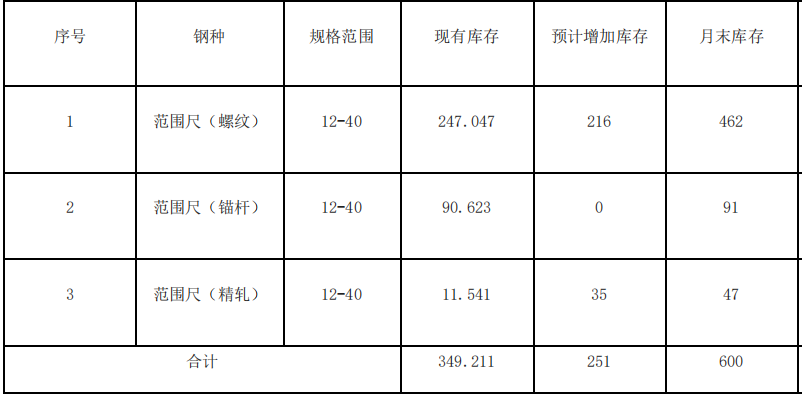 序号 钢种 规格范围 现有库存 预计增加库存 月末库存
1 范围尺（螺纹） 12-40 247.047 216 462
2 范围尺（锚杆） 12-40 90.623 0 91
3 范围尺（精轧） 12-40 11.541 35 47
合计 349.211 251 600